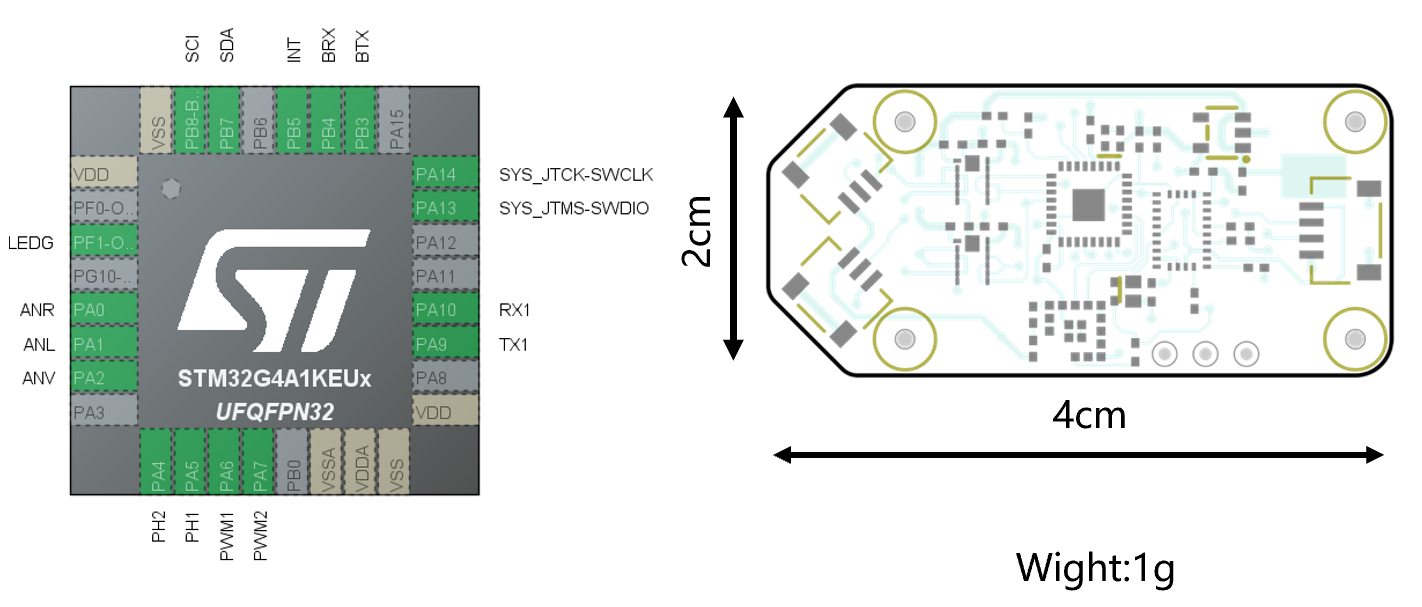 SCI
SDA
INT
BRX
BTX
VSS
PB8-B..
PB7
PB6
PB5
PB4
PB3
PA15
VDD
PF0-O..
LEDG
PF1-O..
PG10-..
ANR
PA0
ANL
PA1
ANV
PA2
PA3
PA14
SYS_JTCK-SWCLK
PA13
SYS_JTMS-SWDIO
PA12
PA11
PA10
RX1
PA9
TX1
PA8
VDD
ST
STM32G4A1KEUx
UFQFPN32
PA4
PA5
PA6
PA7
PB0
VSSA
VDDA
VSS
PH2
PH1
PWM1
PWM2
2cm
4cm
Wight:1g